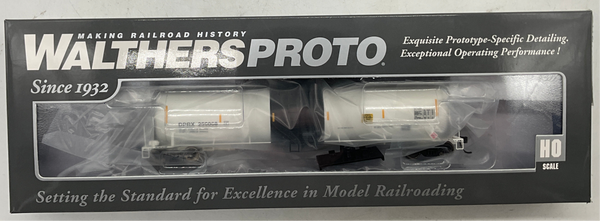 MAKING RAILROAD HISTORY
WALTHERSPROTO®
Exquisite Prototype-Specific Detailing.
Exceptional Operating Performance!
Since 1932
HO
SCALE
Setting the Standard for Excellence in Model Railroading